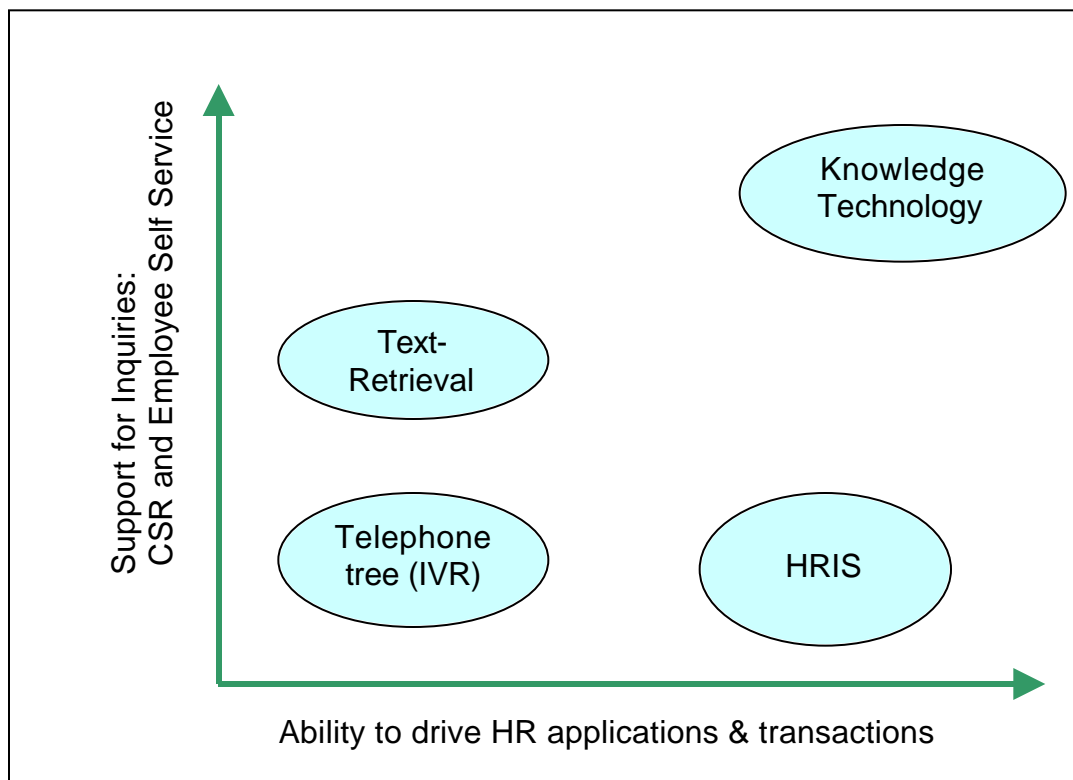 Support for Inquiries:
CSR and Employee Self Service
Knowledge
Technology
Text-
Retrieval
Telephone
tree (IVR)
HRIS
Ability to drive HR applications & transactions